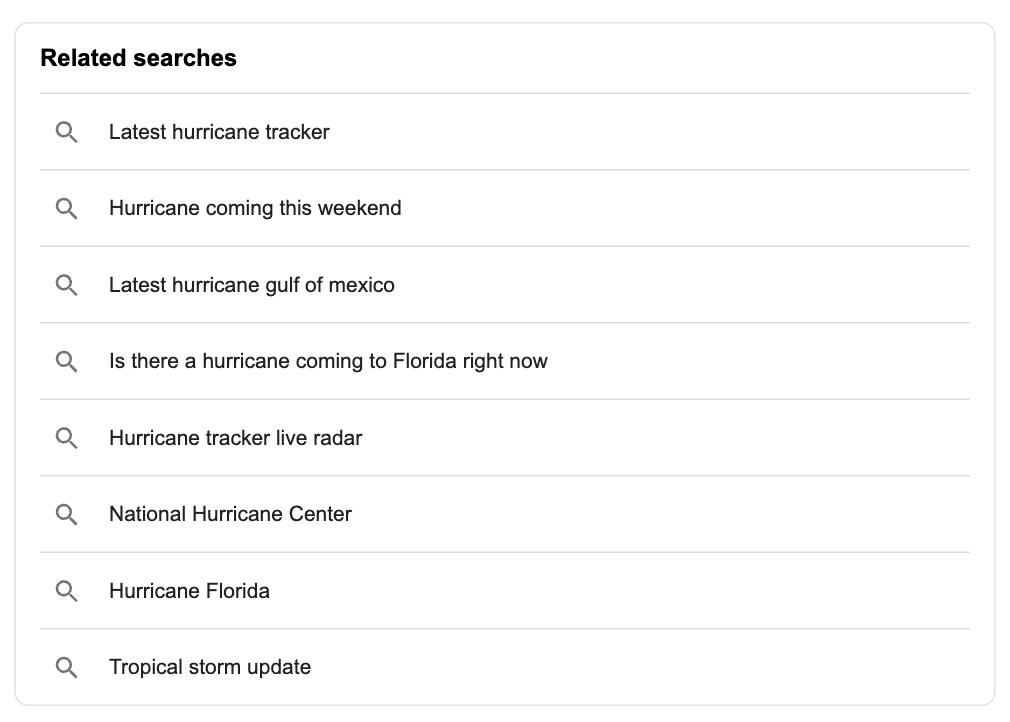 Related searches
Latest hurricane tracker
Hurricane coming this weekend
Latest hurricane gulf of mexico
Is there a hurricane coming to Florida right now
Hurricane tracker live radar
National Hurricane Center
Hurricane Florida
Tropical storm update